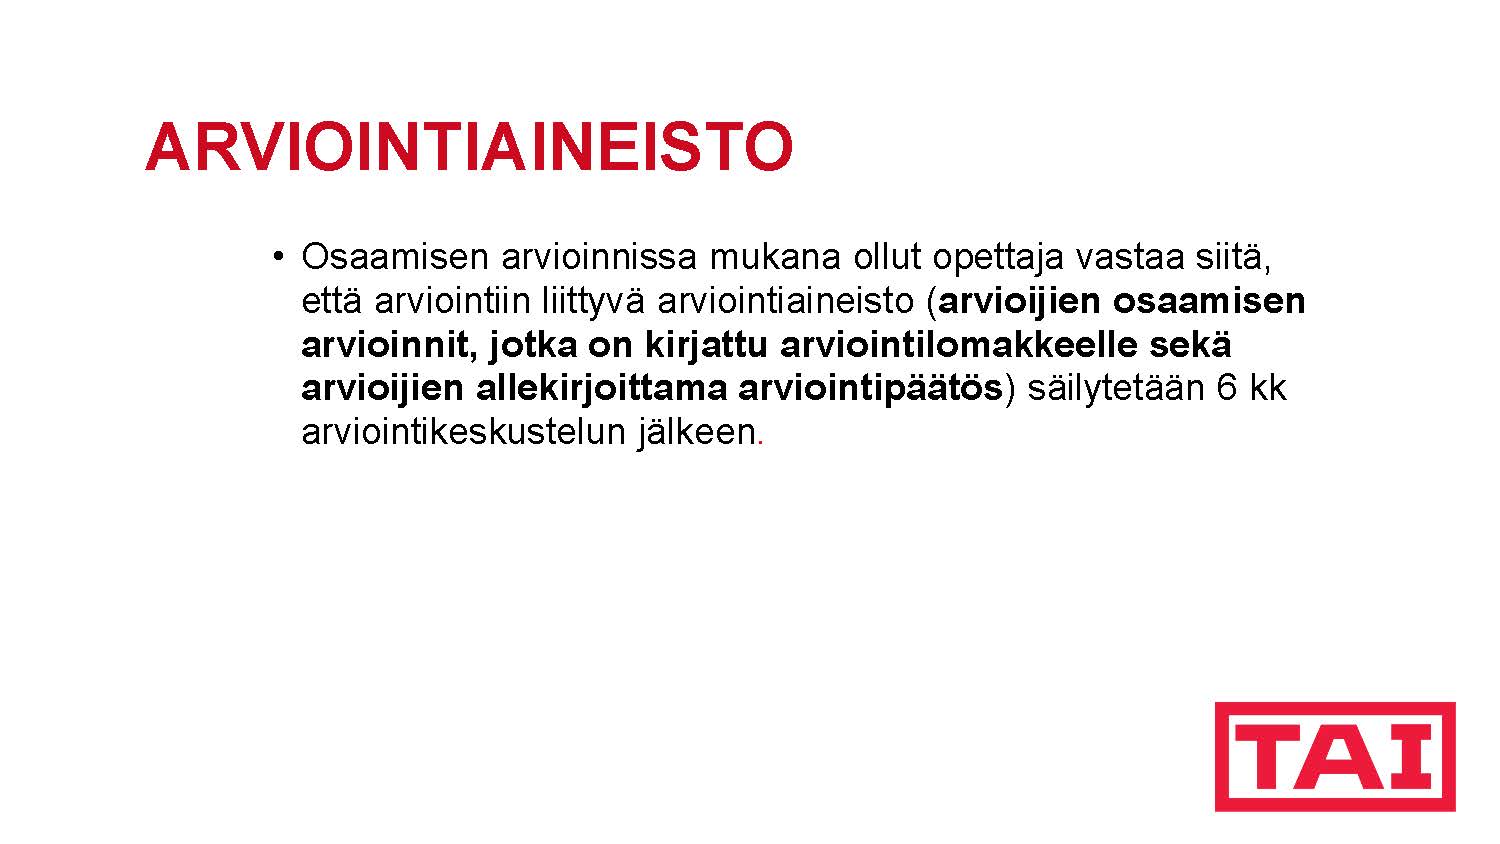 ARVIOINTIAINEISTO
• Osaamisen arvioinnissa mukana ollut opettaja vastaa siitä,
että arviointiin liittyvä arviointiaineisto (arvioijien osaamisen
arvioinnit, jotka on kirjattu arviointilomakkeelle sekä
arvioijien allekirjoittama arviointipäätös) säilytetään 6 kk
arviointikeskustelun jälkeen.
TAI